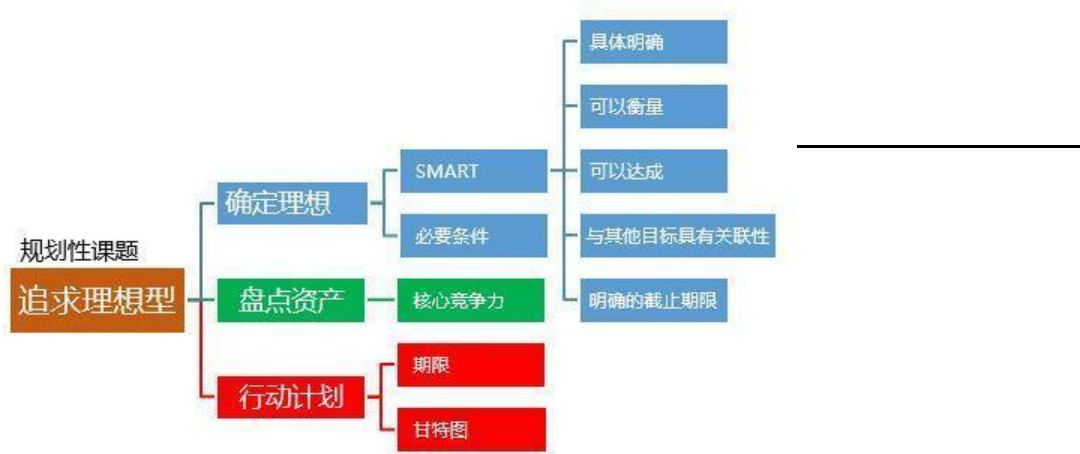 规划性课题
追求理想型
确定理想
SMART
具体明确
可以衡量
可以达成
与其他目标具有关联性
明确的截止期限
必要条件
盘点资产
核心竞争力
行动计划
期限
甘特图